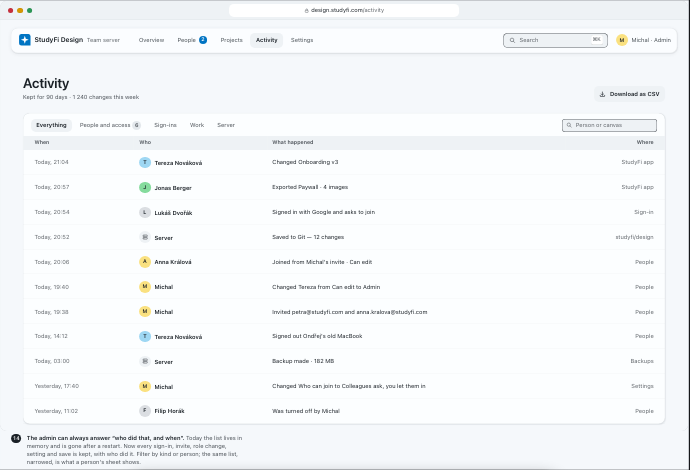 design.studyfi.com/activity
StudyFi Design Team server Overview People 2 Projects Activity Settings Search ⌘K M Michal · Admin
Activity
Kept for 90 days · 1 240 changes this week
Download as CSV
Everything People and access 6 Sign-ins Work Server Person or canvas
When Who What happened Where
Today, 21:04 T Tereza Nováková Changed Onboarding v3 StudyFi app
Today, 20:57 J Jonas Berger Exported Paywall · 4 images StudyFi app
Today, 20:54 L Lukáš Dvořák Signed in with Google and asks to join Sign-in
Today, 20:52 Server Saved to Git — 12 changes studyfi/design
Today, 20:06 A Anna Králová Joined from Michal's invite · Can edit People
Today, 19:40 M Michal Changed Tereza from Can edit to Admin People
Today, 19:38 M Michal Invited petra@studyfi.com and anna.kralova@studyfi.com People
Today, 14:12 T Tereza Nováková Signed out Ondřej's old MacBook People
Today, 03:00 Server Backup made · 182 MB Backups
Yesterday, 17:40 M Michal Changed Who can join to Colleagues ask, you let them in Settings
Yesterday, 11:02 F Filip Horák Was turned off by Michal People
14 The admin can always answer "who did that, and when". Today the list lives in
memory and is gone after a restart. Now every sign-in, invite, role change,
setting and save is kept, with who did it. Filter by kind or person; the same list,
narrowed, is what a person's sheet shows.